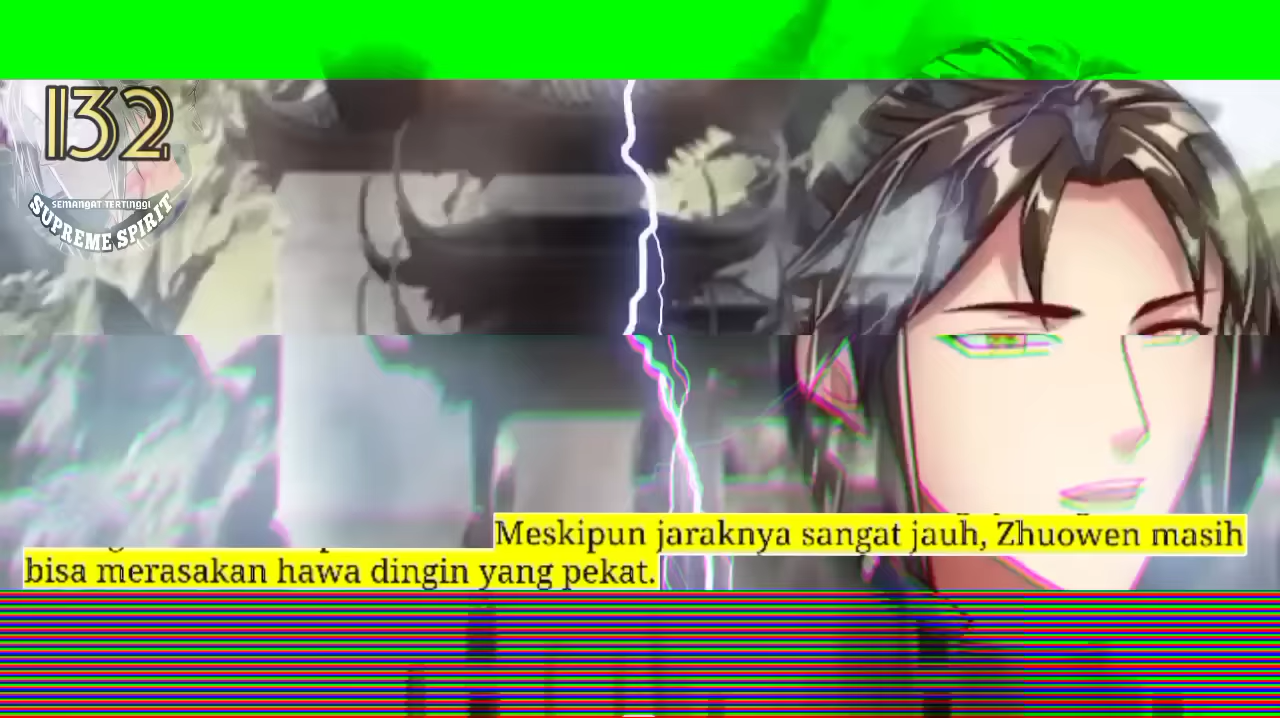 132
SEMANGAT TERTINGGI
SUPREME SPIRIT
Meskipun jaraknya sangat jauh, Zhuowen masih
bisa merasakan hawa dingin yang pekat.